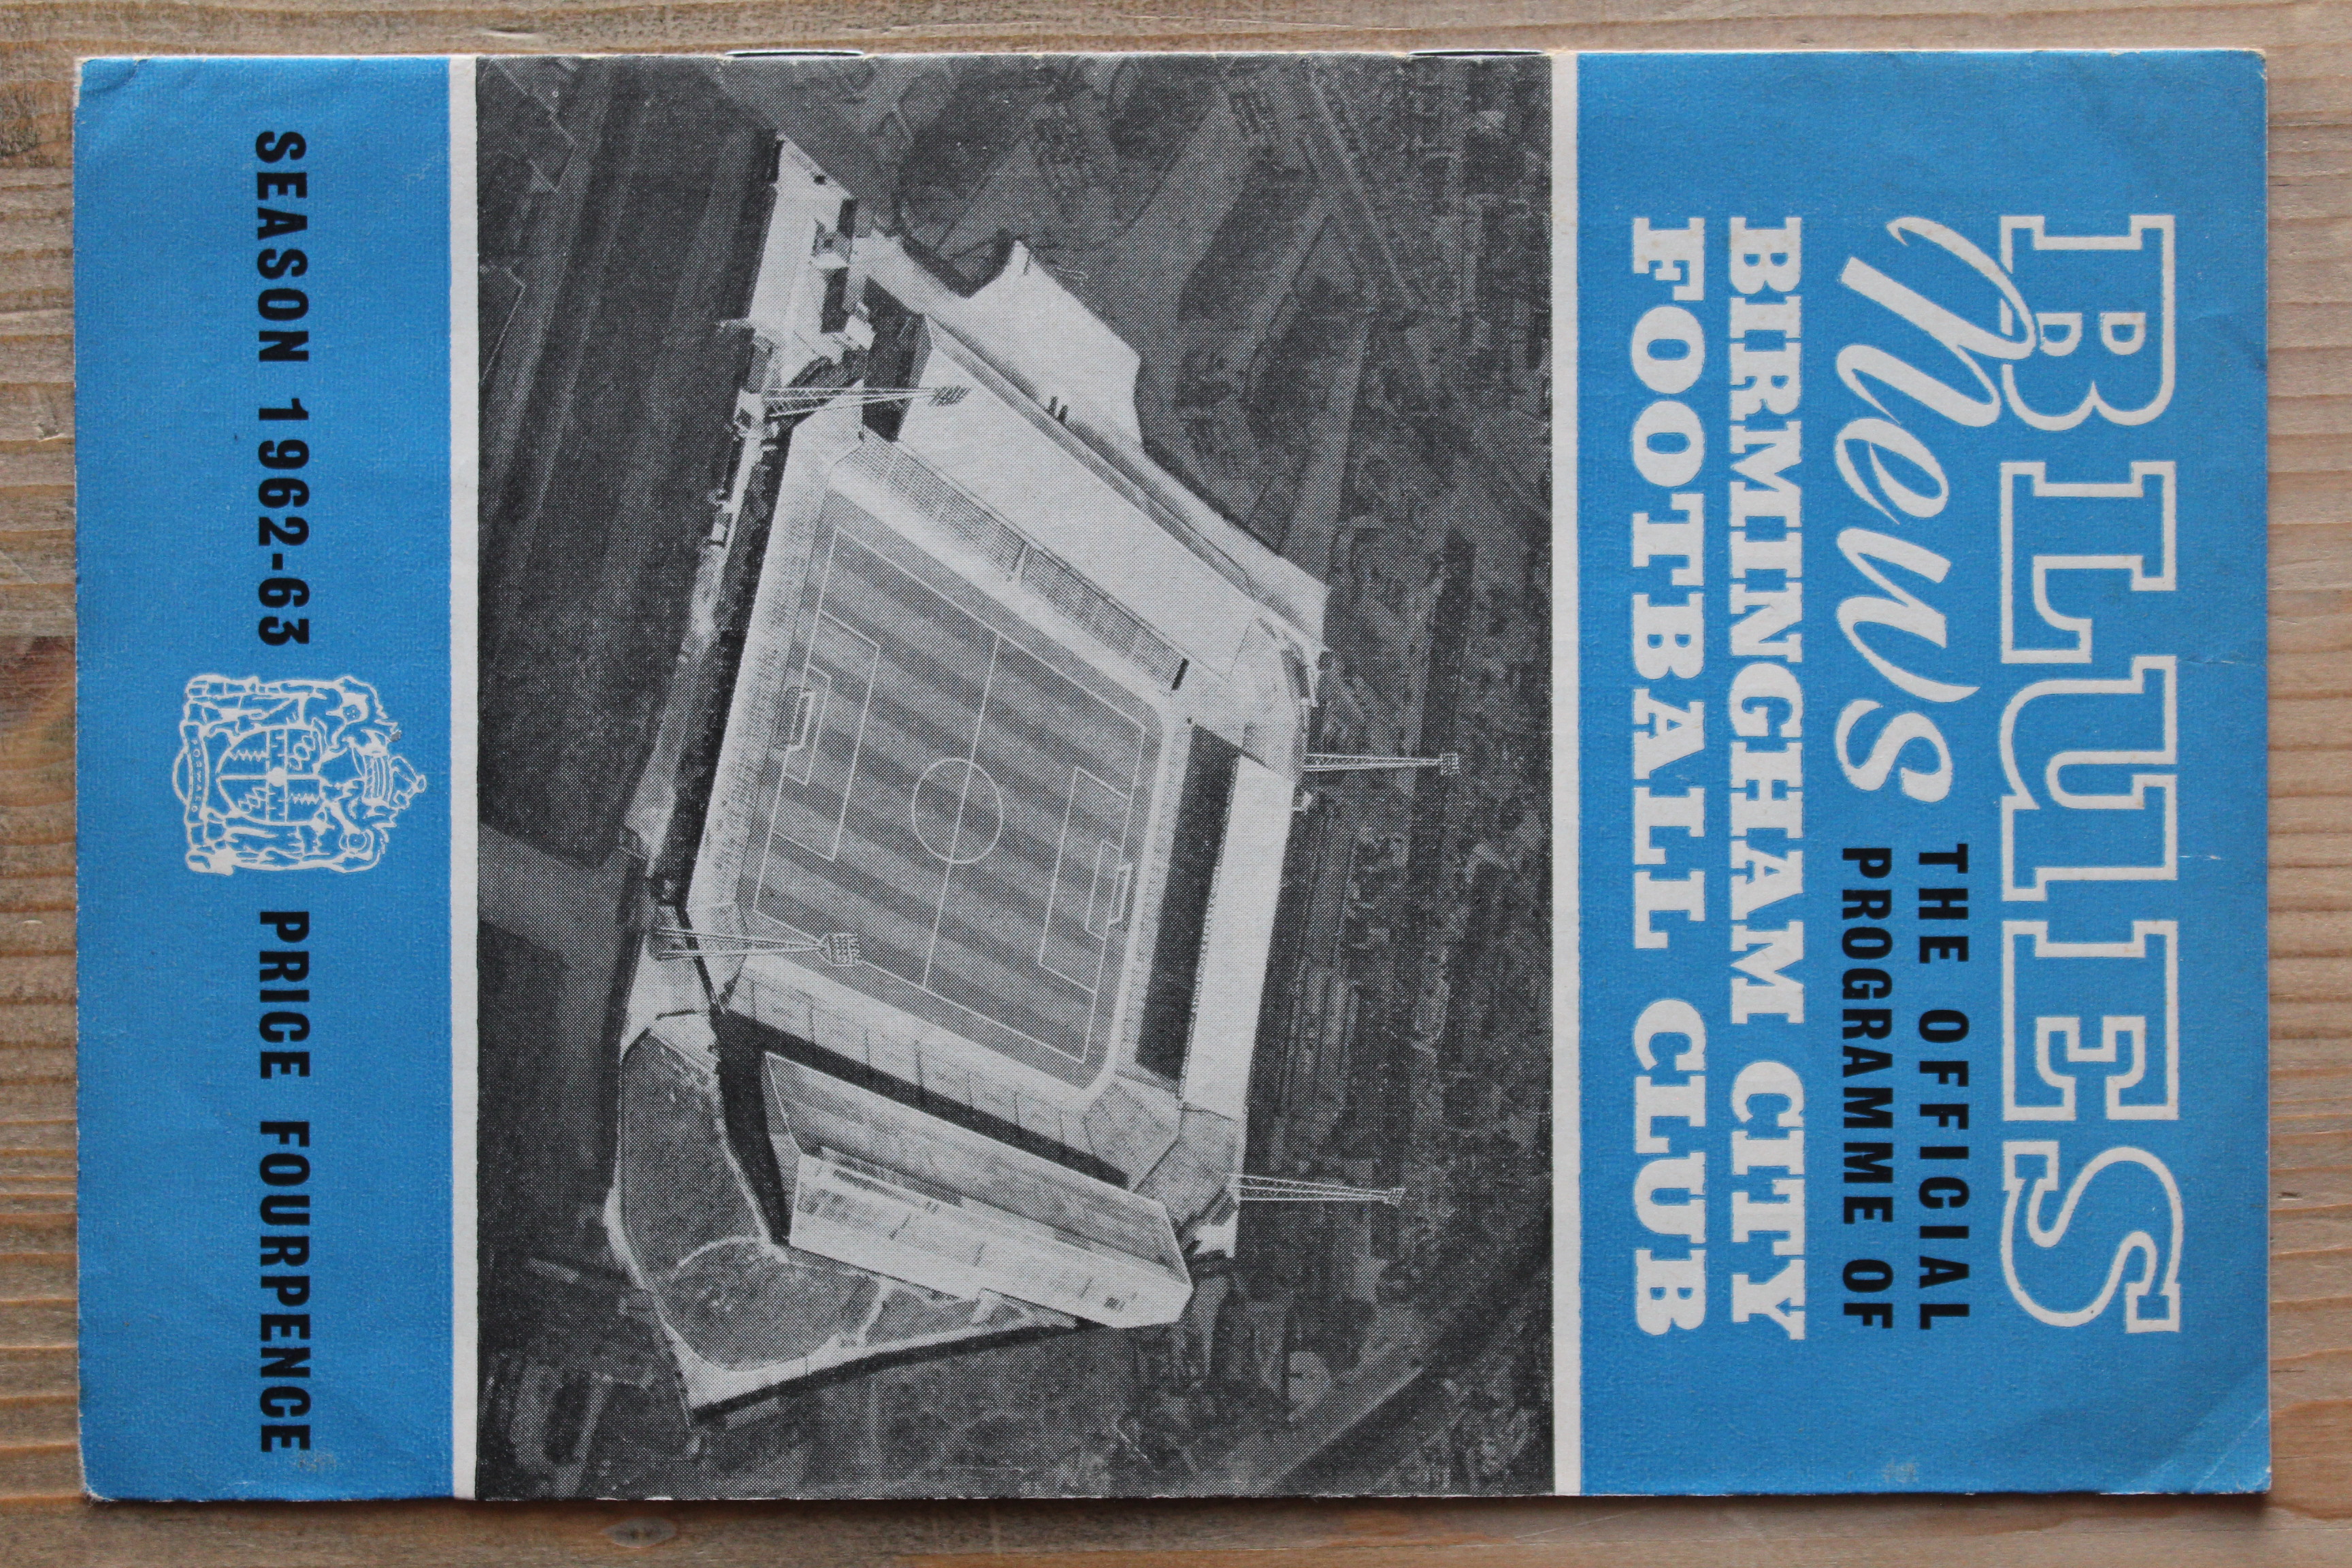 BLUES
News
THE OFFICIAL
PROGRAMME OF
BIRMINGHAM CITY
FOOTBALL CLUB
SEASON 1962-63
PRICE FOURPENCE